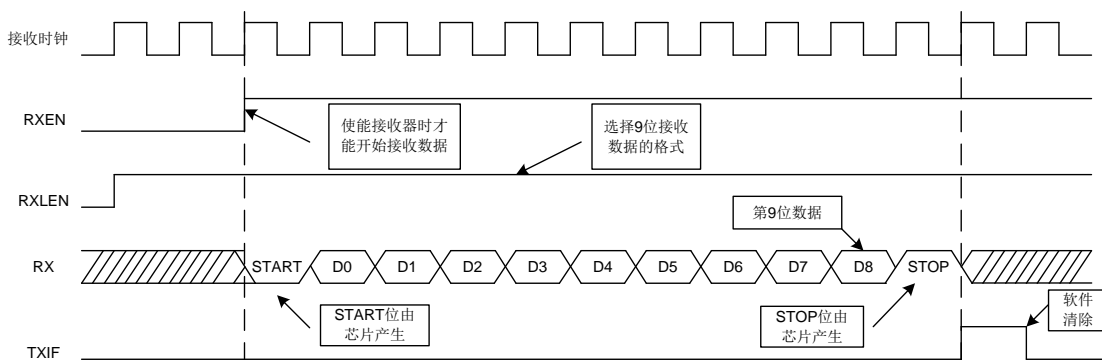 接收时钟
RXEN
使能接收器时才
能开始接收数据
选择9位接收
数据的格式
RXLEN
第9位数据
RX
START
D0
D1
D2
D3
D4
D5
D6
D7
D8
STOP
START位由
芯片产生
STOP位由
芯片产生
软件
清除
TXIF